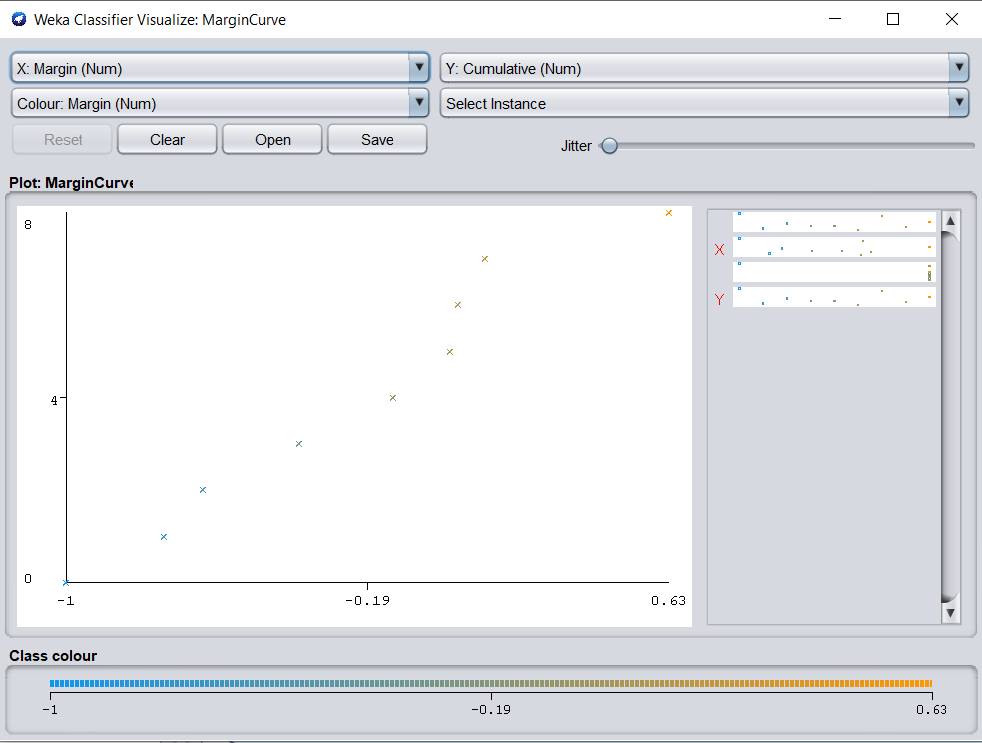 Weka Classifier Visualize: MarginCurve
X: Margin (Num)
Y: Cumulative (Num)
Colour: Margin (Num)
Select Instance
Reset
Clear
Open
Save
Jitter
Plot: MarginCurve
8
4
0
-1
-0.19
0.63
X
Y
Class colour
-1
-0.19
0.63